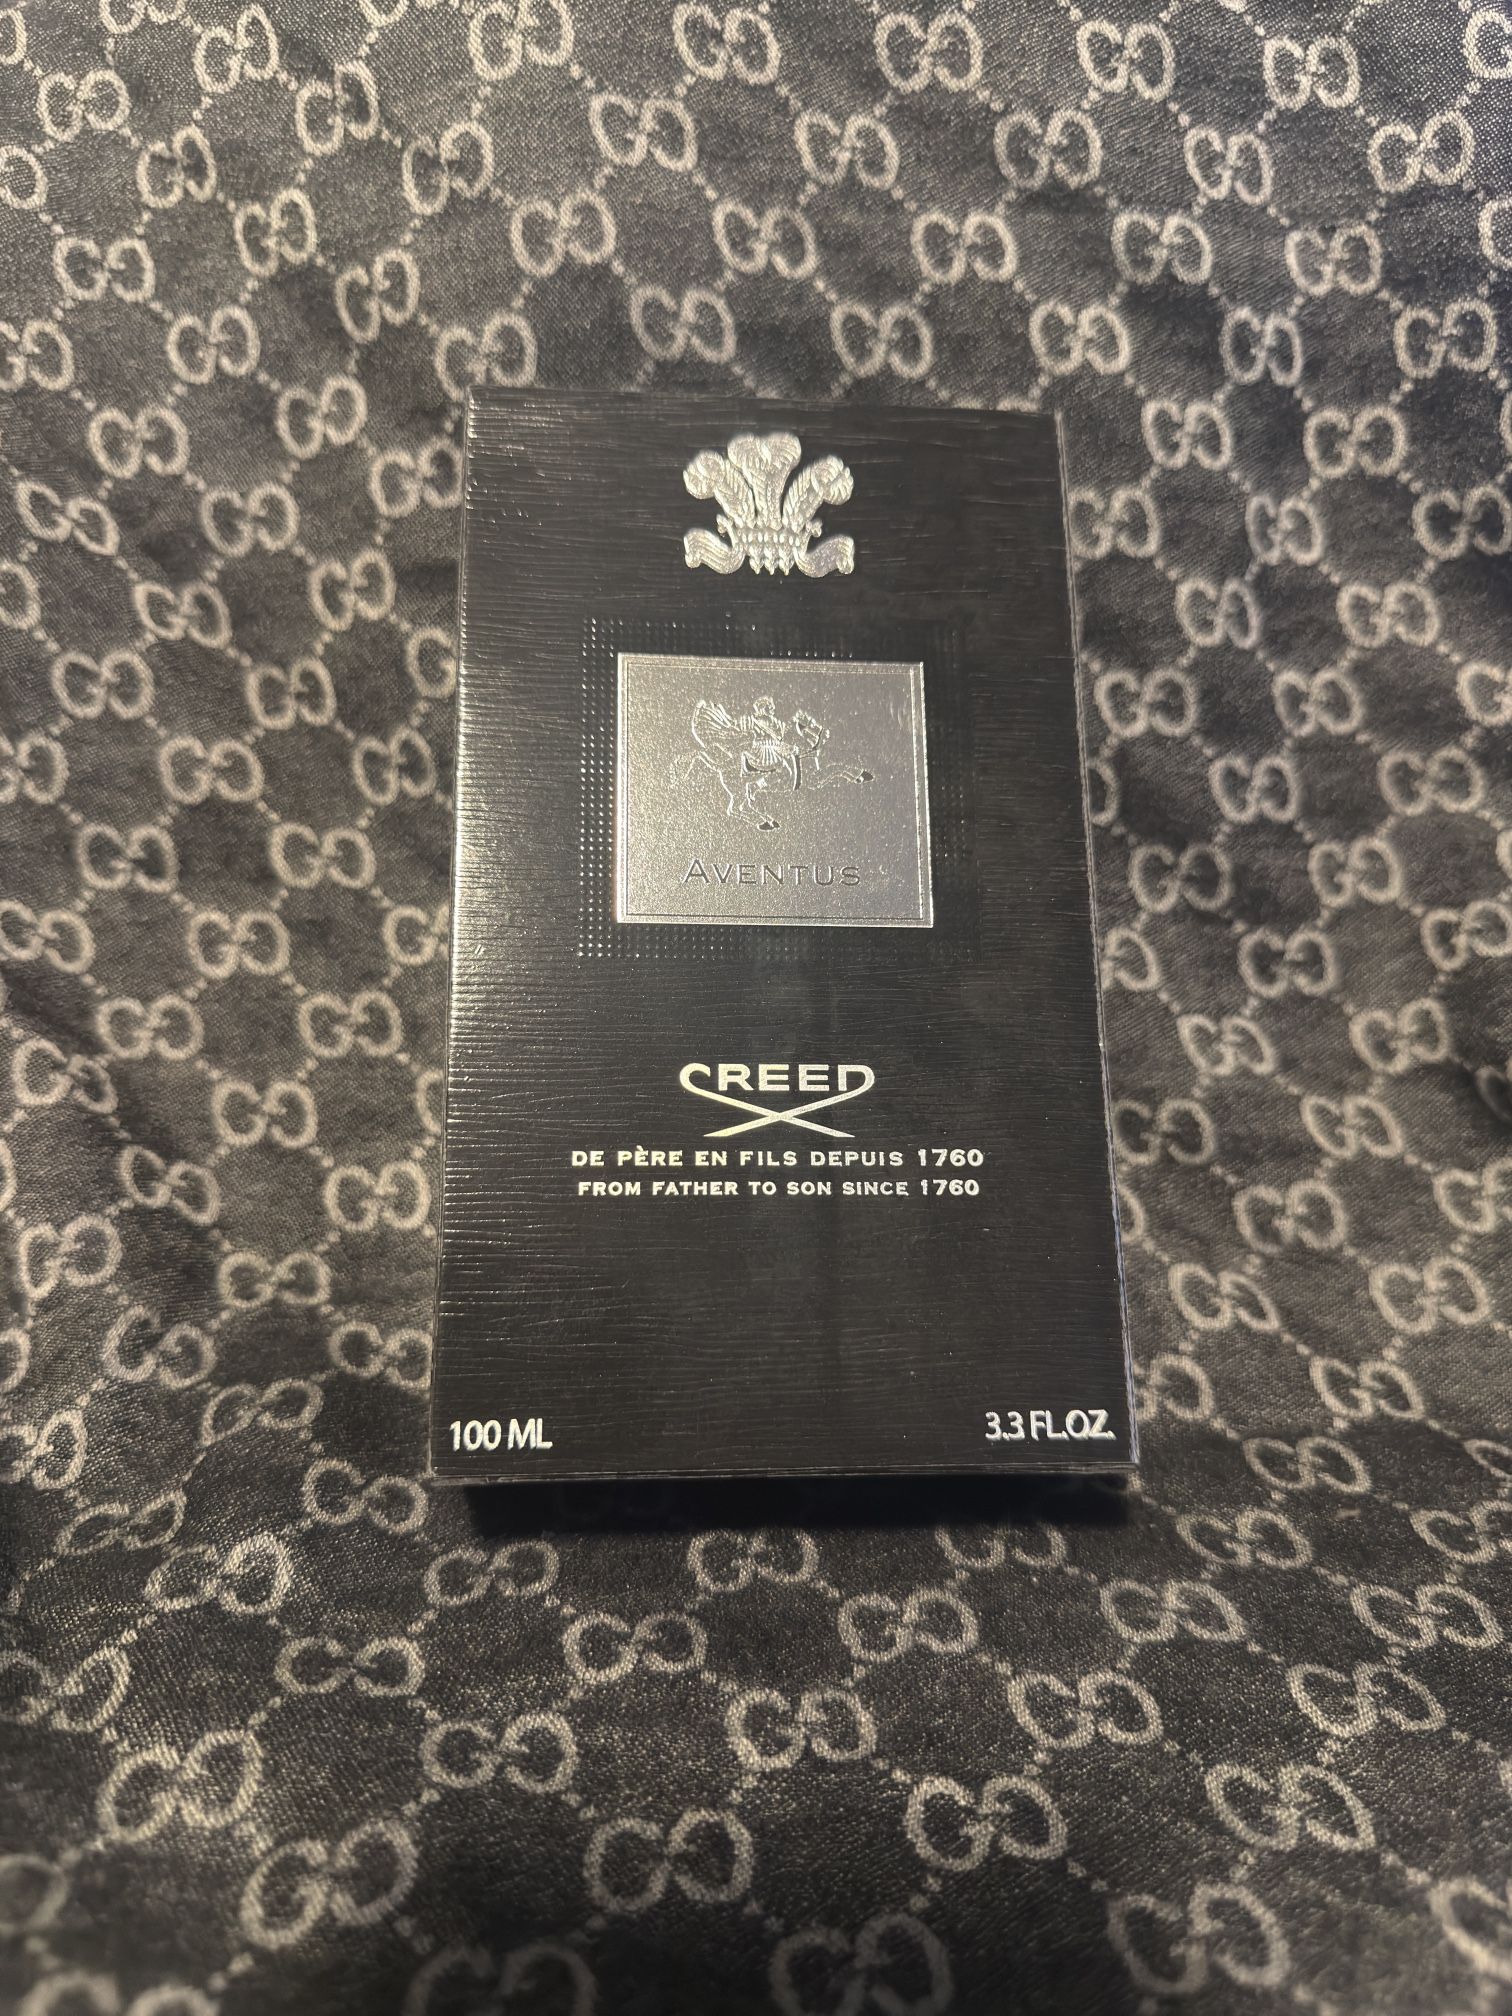 AVENTUS
CREED
DE PÈRE EN FILS DEPUIS 1760
FROM FATHER TO SON SINCE 1760
100 ML
3.3 FL.OZ.